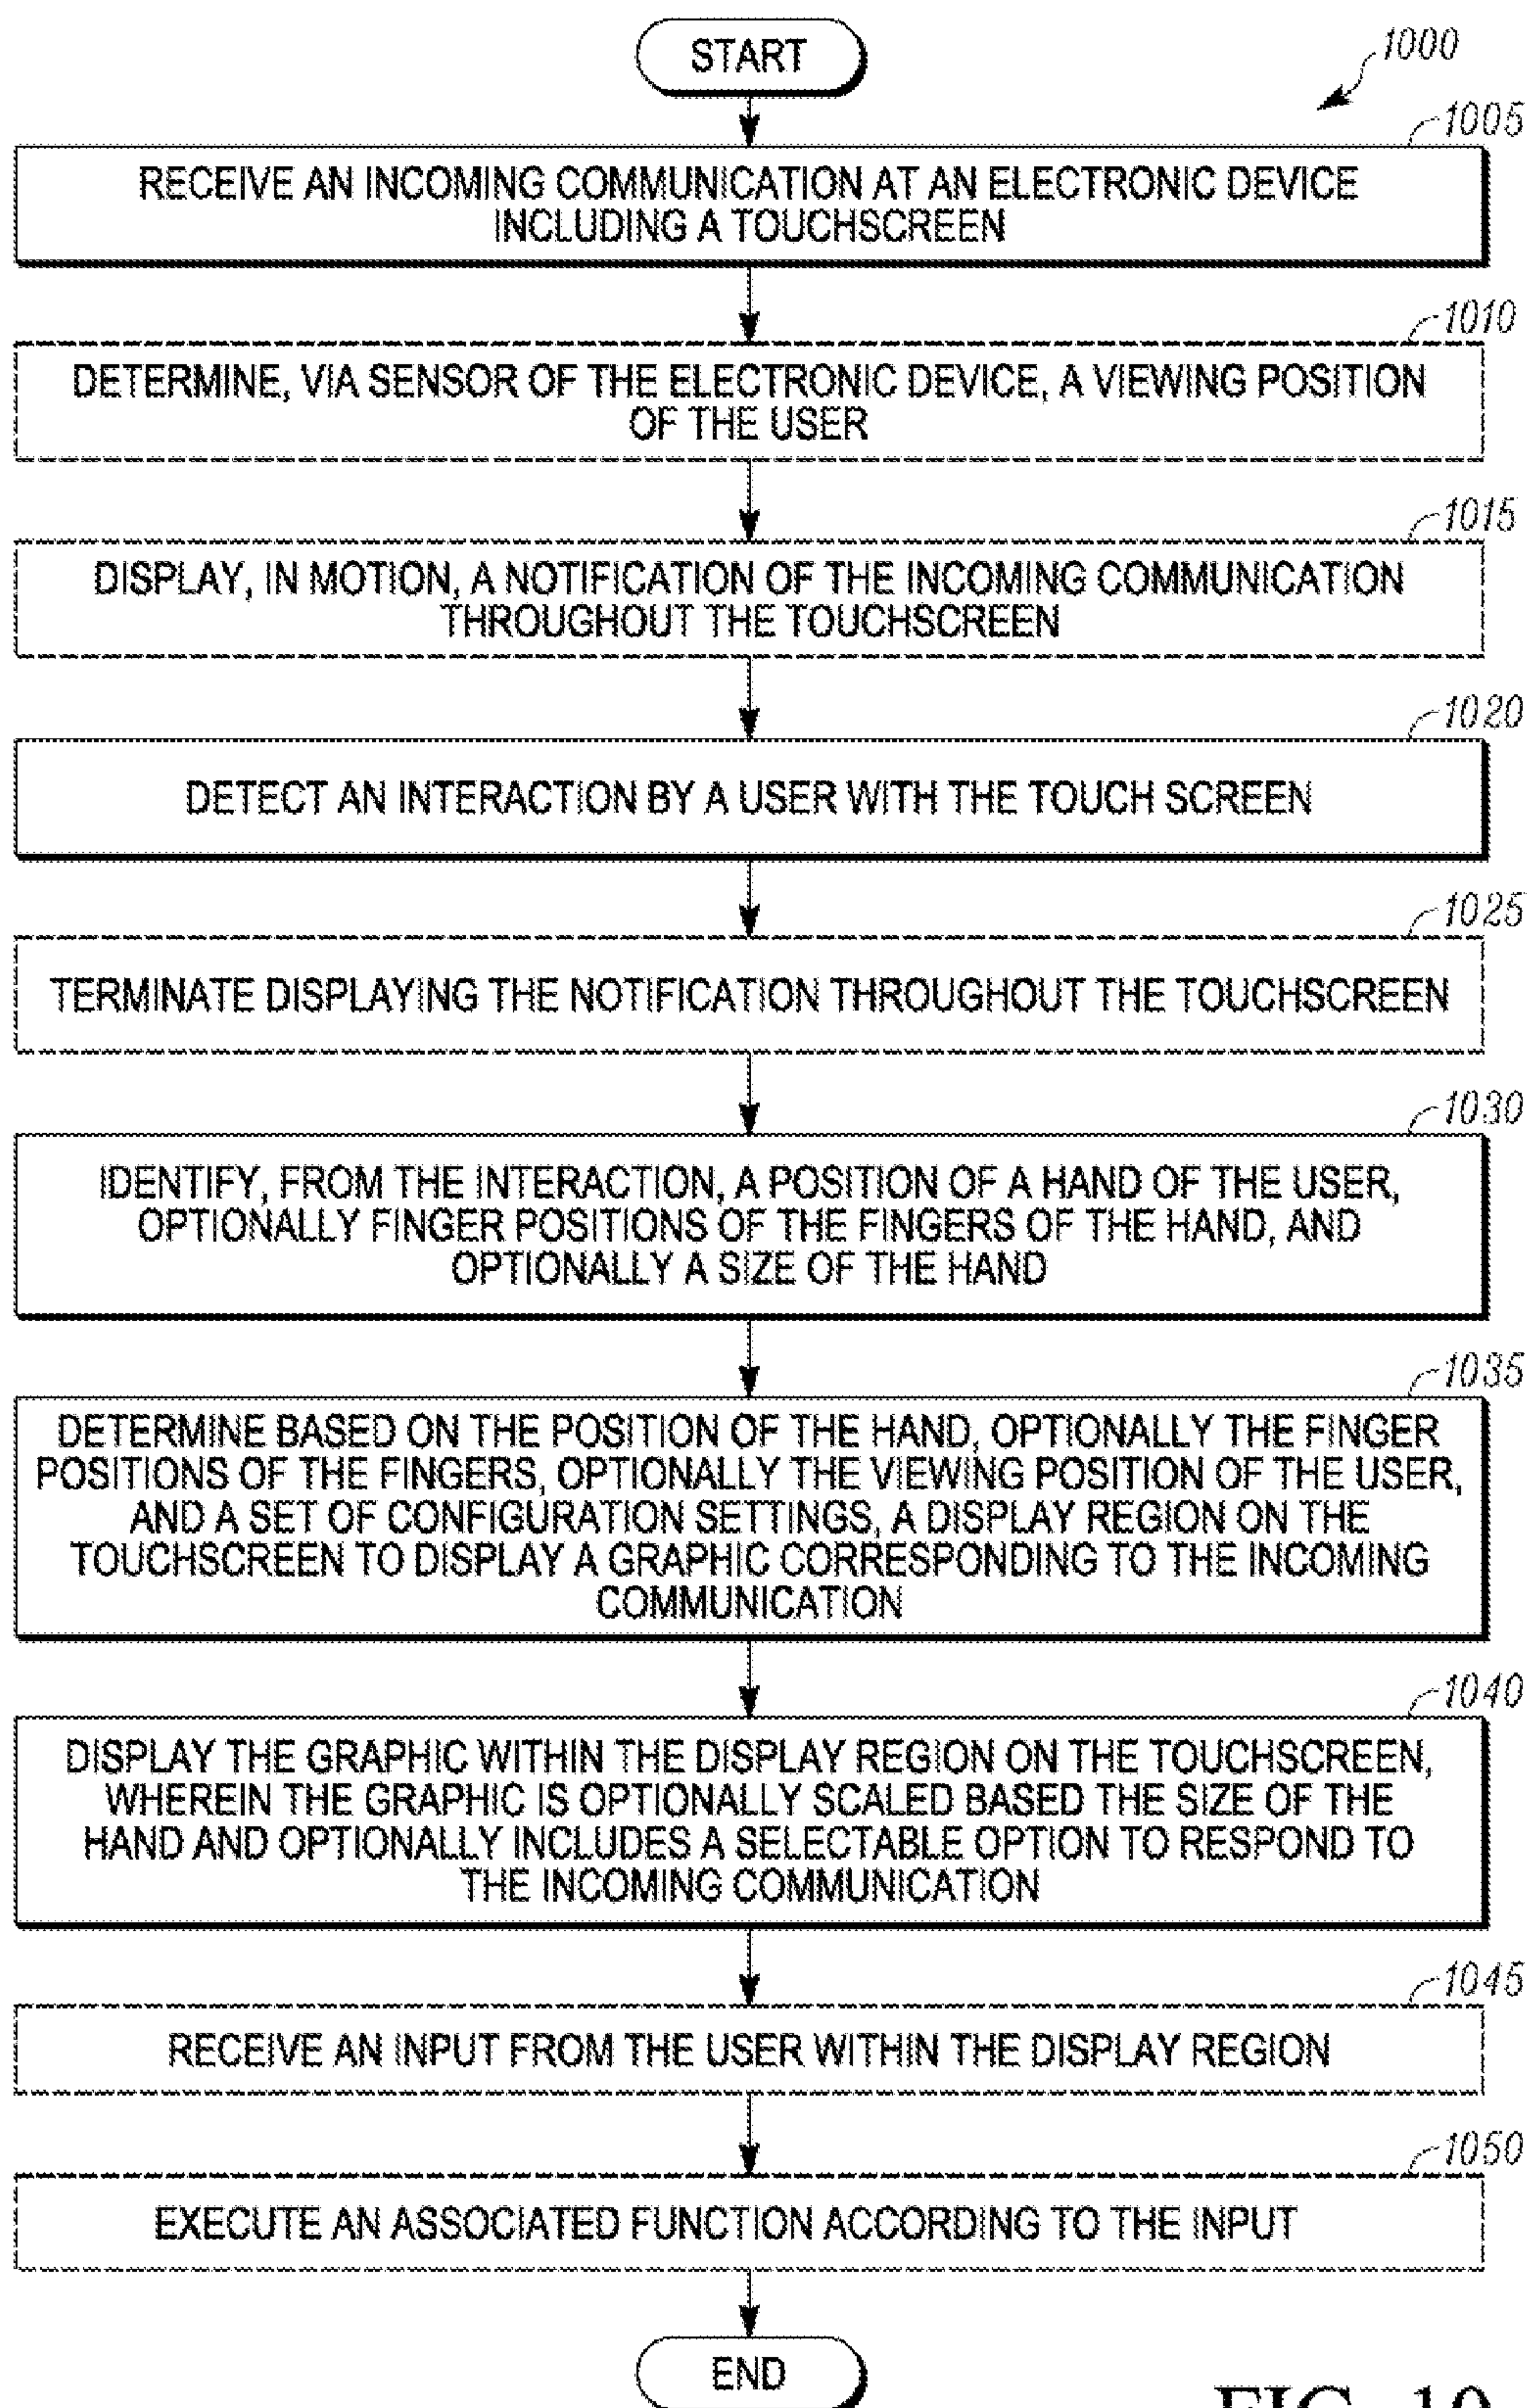 START
1000
1005
RECEIVE AN INCOMING COMMUNICATION AT AN ELECTRONIC DEVICE
INCLUDING A TOUCHSCREEN
1010
DETERMINE, VIA SENSOR OF THE ELECTRONIC DEVICE, A VIEWING POSITION
OF THE USER
1015
DISPLAY, IN MOTION, A NOTIFICATION OF THE INCOMING COMMUNICATION
THROUGHOUT THE TOUCHSCREEN
1020
DETECT AN INTERACTION BY A USER WITH THE TOUCH SCREEN
1025
TERMINATE DISPLAYING THE NOTIFICATION THROUGHOUT THE TOUCHSCREEN
1030
IDENTIFY, FROM THE INTERACTION, A POSITION OF A HAND OF THE USER,
OPTIONALLY FINGER POSITIONS OF THE FINGERS OF THE HAND, AND
OPTIONALLY A SIZE OF THE HAND
1035
DETERMINE BASED ON THE POSITION OF THE HAND, OPTIONALLY THE FINGER
POSITIONS OF THE FINGERS, OPTIONALLY THE VIEWING POSITION OF THE USER,
AND A SET OF CONFIGURATION SETTINGS, A DISPLAY REGION ON THE
TOUCHSCREEN TO DISPLAY A GRAPHIC CORRESPONDING TO THE INCOMING
COMMUNICATION
1040
DISPLAY THE GRAPHIC WITHIN THE DISPLAY REGION ON THE TOUCHSCREEN,
WHEREIN THE GRAPHIC IS OPTIONALLY SCALED BASED THE SIZE OF THE
HAND AND OPTIONALLY INCLUDES A SELECTABLE OPTION TO RESPOND TO
THE INCOMING COMMUNICATION
1045
RECEIVE AN INPUT FROM THE USER WITHIN THE DISPLAY REGION
1050
EXECUTE AN ASSOCIATED FUNCTION ACCORDING TO THE INPUT
END
FIG. 10